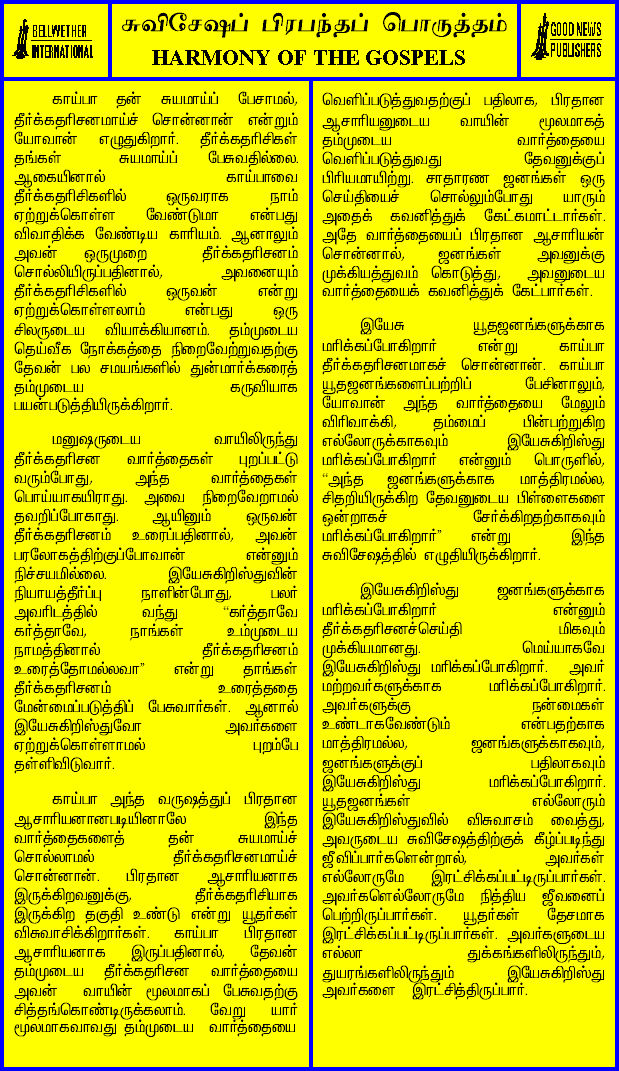 BELLWETHER
INTERNATIONAL
சுவிசேஷப் பிரபந்தப் பொருத்தம்
HARMONY OF THE GOSPELS
GOOD NEWS
PUBLISHERS
காய்பா தன் சுயமாய்ப் பேசாமல்,
தீர்க்கதரிசனமாய்ச் சொன்னான் என்றும்
யோவான் எழுதுகிறார். தீர்க்கதரிசிகள்
தங்கள் சுயமாய்ப் பேசுவதில்லை.
ஆகையினால் காய்பாவை
தீர்க்கதரிசிகளில் ஒருவராக நாம்
ஏற்றுக்கொள்ள வேண்டுமா என்பது
விவாதிக்க வேண்டிய காரியம். ஆனாலும்
அவன் ஒருமுறை தீர்க்கதரிசனம்
சொல்லியிருப்பதினால், அவனையும்
தீர்க்கதரிசிகளில் ஒருவன் என்று
ஏற்றுக்கொள்ளலாம் என்பது ஒரு
சிலருடைய வியாக்கியானம். தம்முடைய
தெய்வீக நோக்கத்தை நிறைவேற்றுவதற்கு
தேவன் பல சமயங்களில் துன்மார்க்கரைத்
தம்முடைய கருவியாக
பயன்படுத்தியிருக்கிறார்.
மனுஷருடைய வாயிலிருந்து
தீர்க்கதரிசன வார்த்தைகள் புறப்பட்டு
வரும்போது, அந்த வார்த்தைகள்
பொய்யாகயிராது. அவை நிறைவேறாமல்
தவறிப்போகாது. ஆயினும் ஒருவன்
தீர்க்கதரிசனம் உரைப்பதினால், அவன்
பரலோகத்திற்குப்போவான் என்னும்
நிச்சயமில்லை. இயேசுகிறிஸ்துவின்
நியாயத்தீர்ப்பு நாளின்போது, பலர்
அவரிடத்தில் வந்து “கர்த்தாவே
கர்த்தாவே, நாங்கள் உம்முடைய
நாமத்தினால் தீர்க்கதரிசனம்
உரைத்தோமல்லவா” என்று தாங்கள்
தீர்க்கதரிசனம் உரைத்ததை
மேன்மைப்படுத்திப் பேசுவார்கள். ஆனால்
இயேசுகிறிஸ்துவோ அவர்களை
ஏற்றுக்கொள்ளாமல் புறம்பே
தள்ளிவிடுவார்.
காய்பா அந்த வருஷத்துப் பிரதான
ஆசாரியனானபடியினாலே இந்த
வார்த்தைகளைத் தன் சுயமாய்ச்
சொல்லாமல் தீர்க்கதரிசனமாய்ச்
சொன்னான். பிரதான ஆசாரியனாக
இருக்கிறவனுக்கு, தீர்க்கதரிசியாக
இருக்கிற தகுதி உண்டு என்று யூதர்கள்
விசுவாசிக்கிறார்கள். காய்பா பிரதான
ஆசாரியனாக இருப்பதினால், தேவன்
தம்முடைய தீர்க்கதரிசன வார்த்தையை
அவன் வாயின் மூலமாகப் பேசுவதற்கு
சித்தங்கொண்டிருக்கலாம். வேறு யார்
மூலமாகவாவது தம்முடைய வார்த்தையை
வெளிப்படுத்துவதற்குப் பதிலாக, பிரதான
ஆசாரியனுடைய வாயின் மூலமாகத்
தம்முடைய வார்த்தையை
வெளிப்படுத்துவது தேவனுக்குப்
பிரியமாயிற்று. சாதாரண ஜனங்கள் ஒரு
செய்தியைச் சொல்லும்போது யாரும்
அதைக் கவனித்துக் கேட்கமாட்டார்கள்.
அதே வார்த்தையைப் பிரதான ஆசாரியன்
சொன்னால், ஜனங்கள் அவனுக்கு
முக்கியத்துவம் கொடுத்து, அவனுடைய
வார்த்தையைக் கவனித்துக் கேட்பார்கள்.
இயேசு யூதஜனங்களுக்காக
மரிக்கப்போகிறார் என்று காய்பா
தீர்க்கதரிசனமாகச் சொன்னான். காய்பா
யூதஜனங்களைப்பற்றிப் பேசினாலும்,
யோவான் அந்த வார்த்தையை மேலும்
விரிவாக்கி, தம்மைப் பின்பற்றுகிற
எல்லோருக்காகவும் இயேசுகிறிஸ்து
மரிக்கப்போகிறார் என்னும் பொருளில்,
“அந்த ஜனங்களுக்காக மாத்திரமல்ல,
சிதறியிருக்கிற தேவனுடைய பிள்ளைகளை
ஒன்றாகச் சேர்க்கிறதற்காகவும்
மரிக்கப்போகிறார்” என்று இந்த
சுவிசேஷத்தில் எழுதியிருக்கிறார்.
இயேசுகிறிஸ்து ஜனங்களுக்காக
மரிக்கப்போகிறார் என்னும்
தீர்க்கதரிசனச்செய்தி மிகவும்
முக்கியமானது. மெய்யாகவே
இயேசுகிறிஸ்து மரிக்கப்போகிறார். அவர்
மற்றவர்களுக்காக மரிக்கப்போகிறார்.
அவர்களுக்கு நன்மைகள்
உண்டாகவேண்டும் என்பதற்காக
மாத்திரமல்ல, ஜனங்களுக்காகவும்,
ஜனங்களுக்குப் பதிலாகவும்
இயேசுகிறிஸ்து மரிக்கப்போகிறார்.
யூதஜனங்கள் எல்லோரும்
இயேசுகிறிஸ்துவில் விசுவாசம் வைத்து,
அவருடைய சுவிசேஷத்திற்குக் கீழ்ப்படிந்து
ஜீவிப்பார்களென்றால், அவர்கள்
எல்லோருமே இரட்சிக்கப்பட்டிருப்பார்கள்.
அவர்களெல்லோருமே நித்திய ஜீவனைப்
பெற்றிருப்பார்கள். யூதர்கள் தேசமாக
இரட்சிக்கப்பட்டிருப்பார்கள். அவர்களுடைய
எல்லா துக்கங்களிலிருந்தும்,
துயரங்களிலிருந்தும் இயேசுகிறிஸ்து
அவர்களை இரட்சித்திருப்பார்.